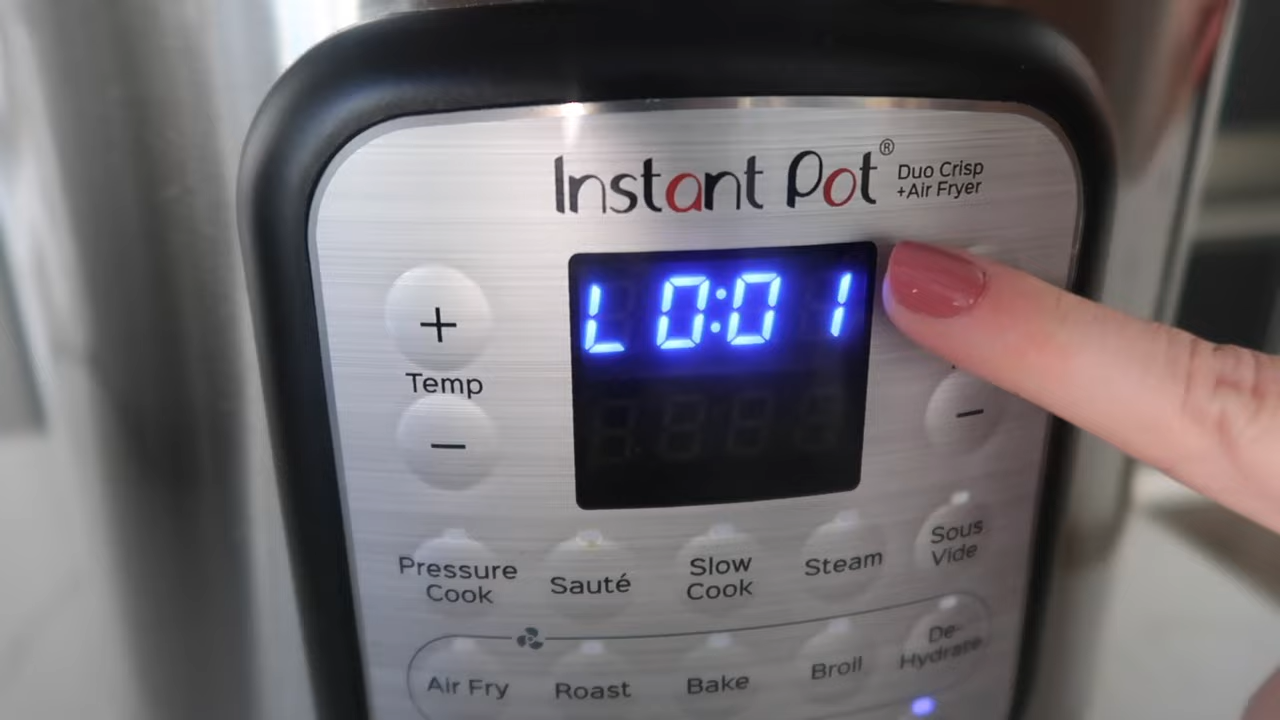 Instant Pot® Duo Crisp
+Air Fryer
L 0:01
+
Temp
−
−
Pressure Cook
Sauté
Slow Cook
Steam
Sous Vide
Air Fry
Roast
Bake
Broil
De-Hydrate